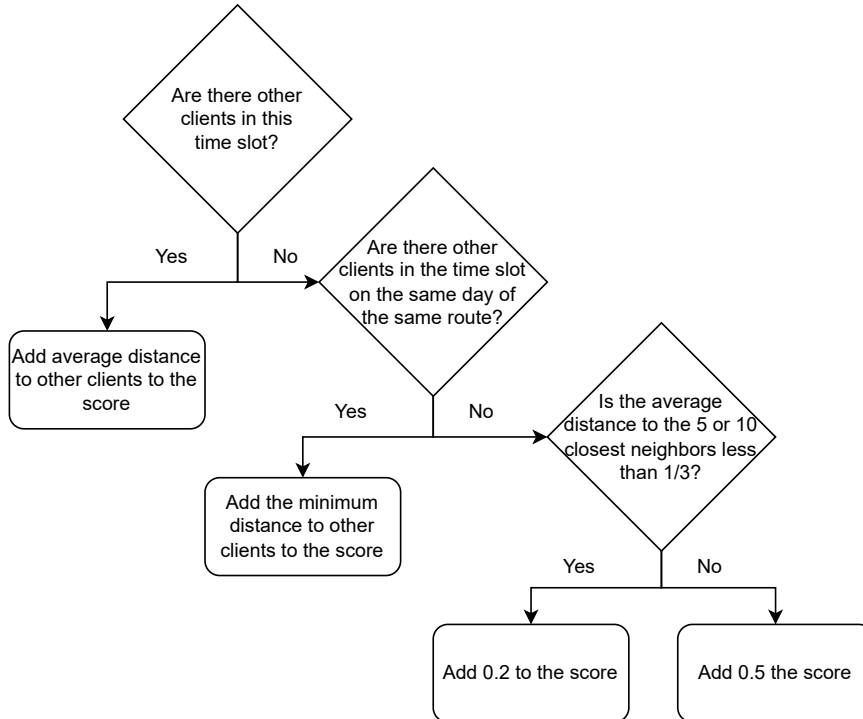 Are there other
clients in this
time slot?
Yes
No
Are there other
clients in the time slot
on the same day of
the same route?
Add average distance
to other clients to the
score
Yes
No
Is the average
distance to the 5 or 10
closest neighbors less
than 1/3?
Add the minimum
distance to other
clients to the score
Yes
No
Add 0.2 to the score
Add 0.5 the score